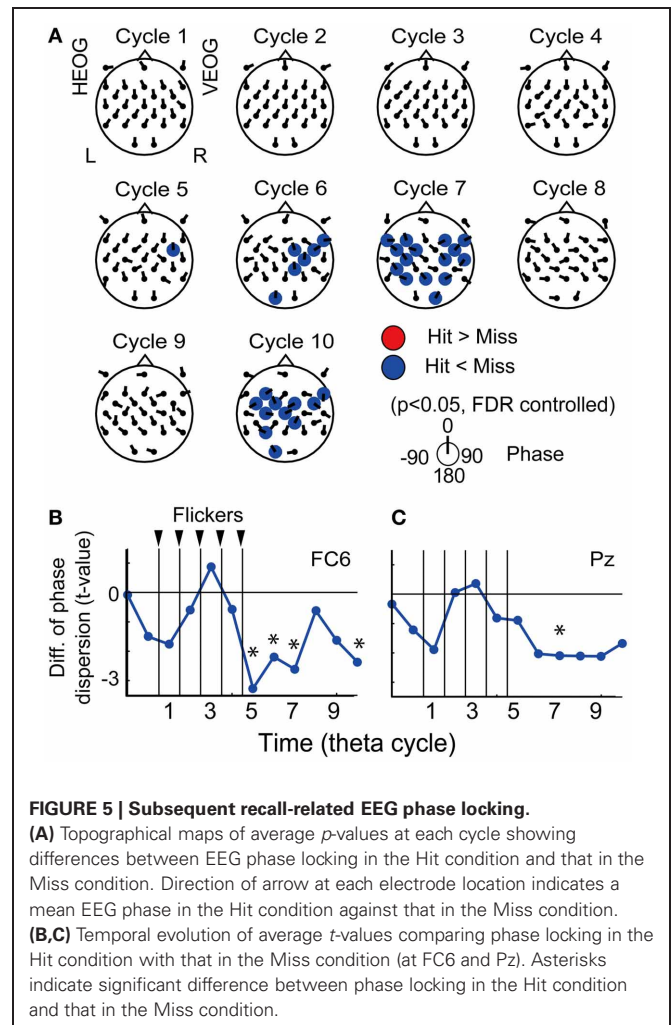 A
Cycle 1 Cycle 2 Cycle 3 Cycle 4
HEOG VEOG
L R
Cycle 5 Cycle 6 Cycle 7 Cycle 8
Cycle 9 Cycle 10
Hit > Miss
Hit < Miss
(p<0.05, FDR controlled)
0
-90 90 Phase
180
B Flickers C
FC6 Pz
Diff. of phase
dispersion (t-value)
0
-3
* * * * *
1 3 5 7 9 1 3 5 7 9
Time (theta cycle)
FIGURE 5 | Subsequent recall-related EEG phase locking.
(A) Topographical maps of average p-values at each cycle showing
differences between EEG phase locking in the Hit condition and that in the
Miss condition. Direction of arrow at each electrode location indicates a
mean EEG phase in the Hit condition against that in the Miss condition.
(B,C) Temporal evolution of average t-values comparing phase locking in the
Hit condition with that in the Miss condition (at FC6 and Pz). Asterisks
indicate significant difference between phase locking in the Hit condition
and that in the Miss condition.